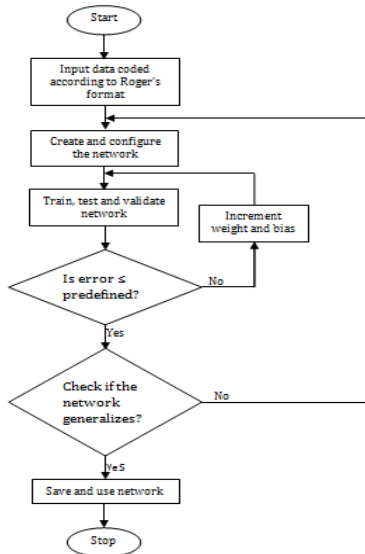 Start
Input data coded
according to Roger's
format
Create and configure
the network
Train, test and validate
network
Increment
weight and bias
Is error ≤
predefined?
No
Yes
Check if the
network
generalizes?
No
YeS
Save and use network
Stop